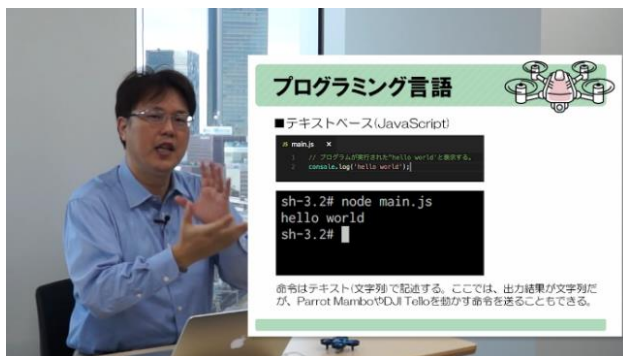 プログラミング言語
■テキストベース(JavaScript)
JS main.js ×
1 // プログラムが実行された"hello world"と表示する。
2 console.log('hello world');
sh-3.2# node main.js
hello world
sh-3.2#
命令はテキスト(文字列)で記述する。ここでは、出力結果が文字列だ
が、Parrot MamboやDJI Telloを動かす命令を送ることもできる。